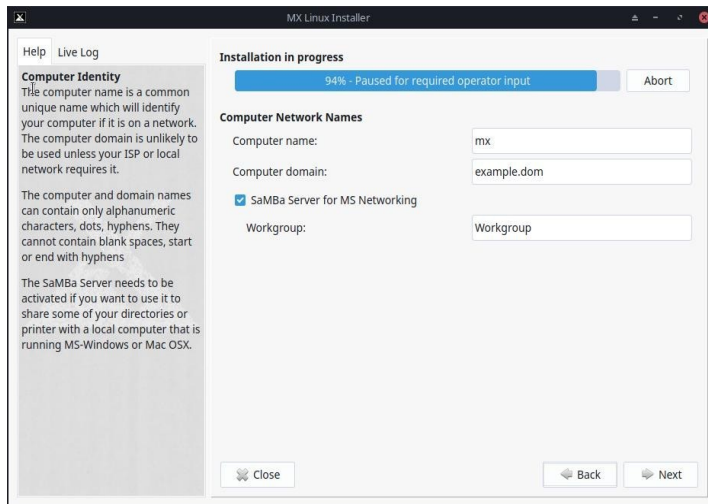 MX Linux Installer
Help Live Log
Computer Identity
The computer name is a common
unique name which will identify
your computer if it is on a network.
The computer domain is unlikely to
be used unless your ISP or local
network requires it.
The computer and domain names
can contain only alphanumeric
characters, dots, hyphens. They
cannot contain blank spaces, start
or end with hyphens
The SaMBa Server needs to be
activated if you want to use it to
share some of your directories or
printer with a local computer that is
running MS-Windows or Mac OSX.
Installation in progress
94% - Paused for required operator input Abort
Computer Network Names
Computer name: mx
Computer domain: example.dom
SaMBa Server for MS Networking
Workgroup: Workgroup
Close Back Next